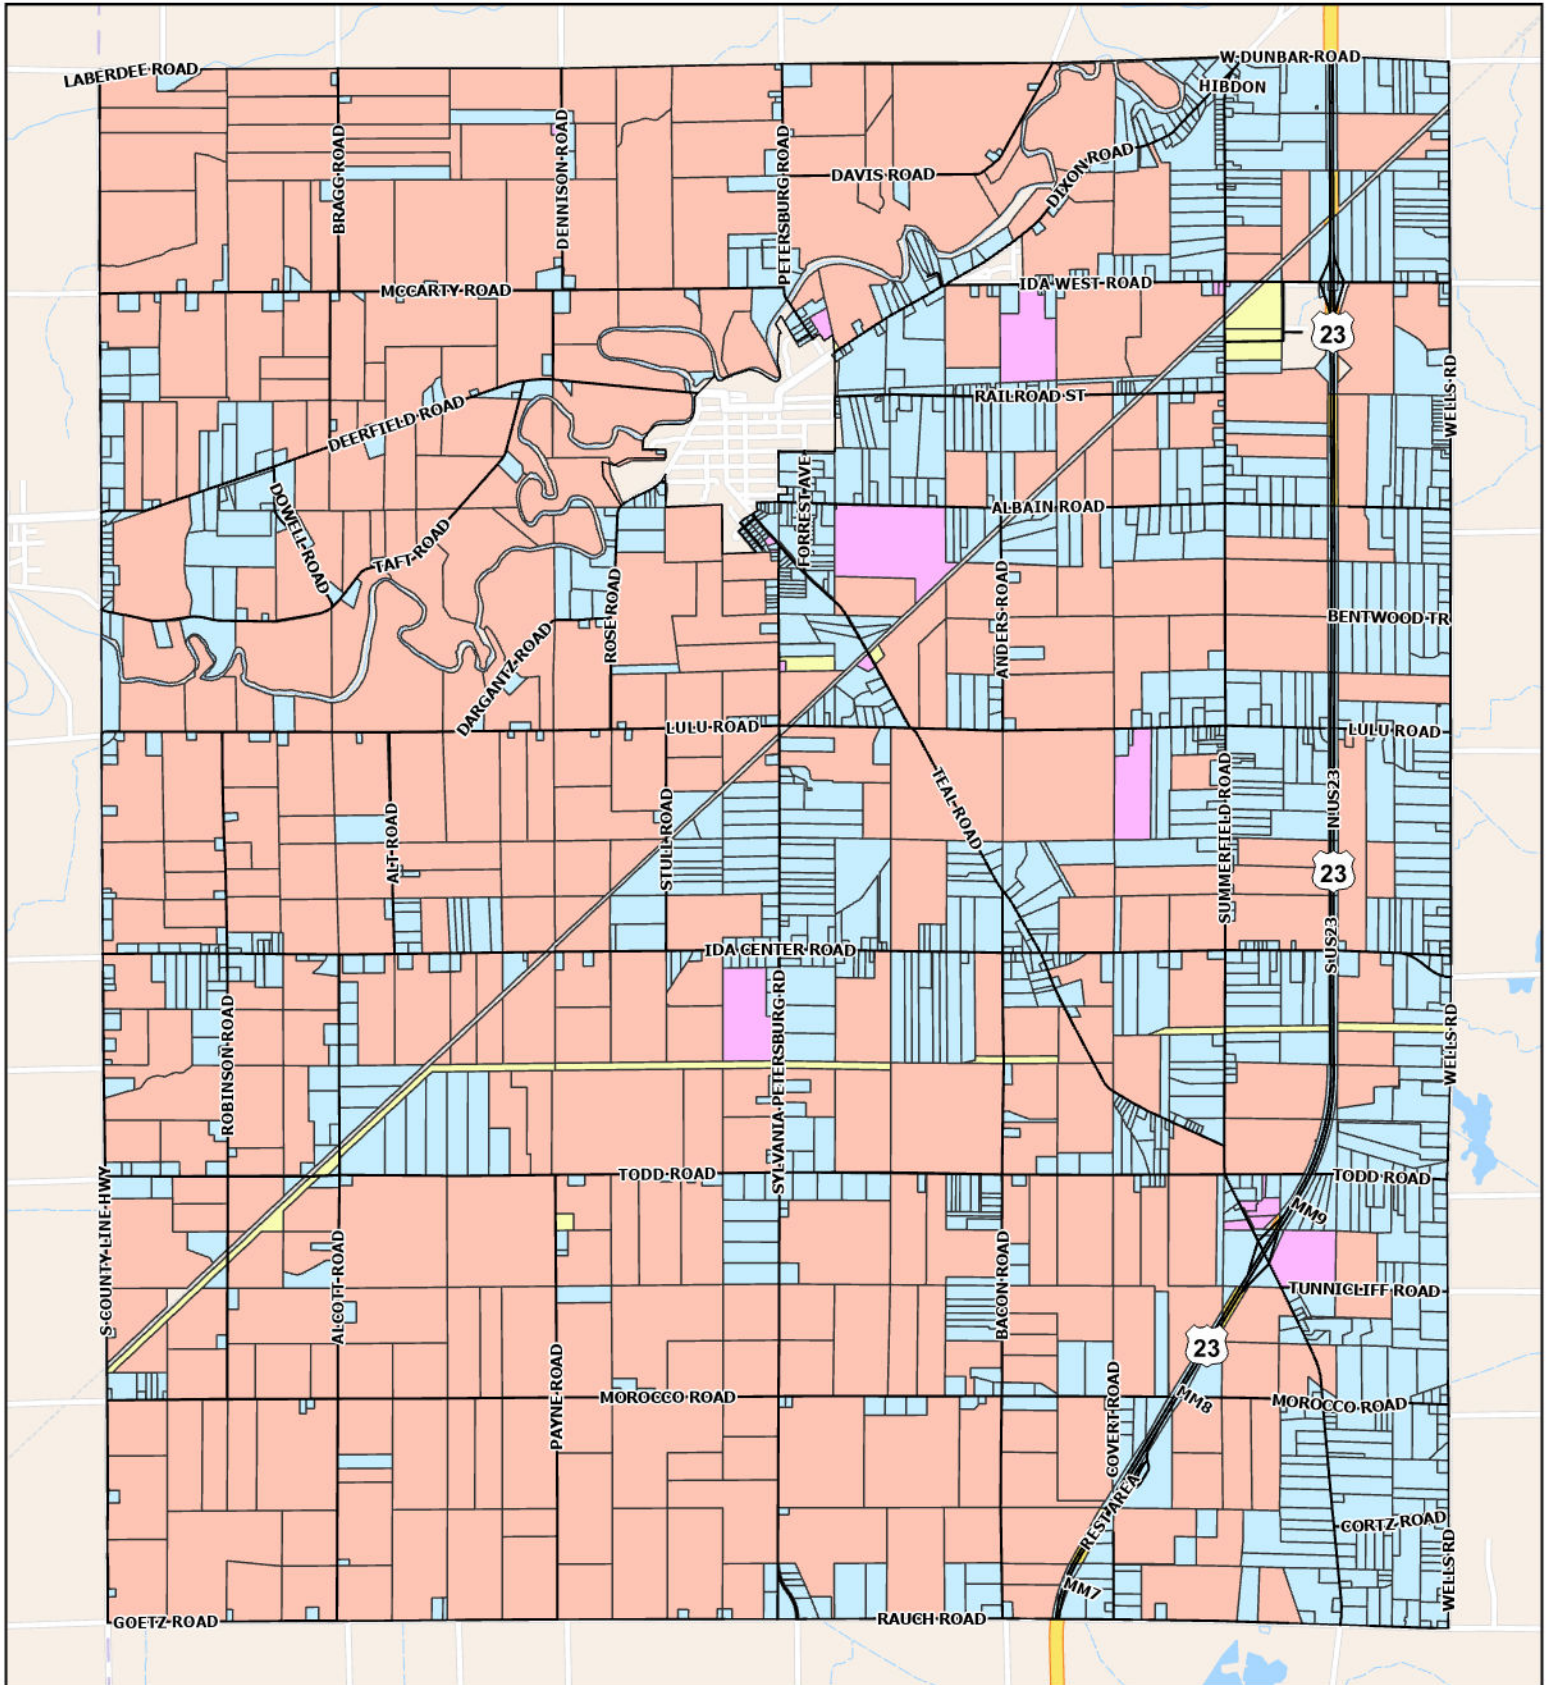 W DUNBAR ROAD
LABERDEE ROAD
HIBDON
BRAGG ROAD
DENNISON ROAD
PETERSBURG ROAD
DAVIS ROAD
DIXON ROAD
MCCARTY ROAD
IDA WEST ROAD
23
WELLS RD
RAILROAD ST
DEERFIELD ROAD
DOWELL ROAD
TAFT ROAD
FORREST AVE
ALBAIN ROAD
ROSE ROAD
ANDERS ROAD
BENTWOOD TR
DARGANTZ ROAD
LULU ROAD
LULU ROAD
ALT ROAD
STULL ROAD
TEAL ROAD
SUMMERFIELD ROAD
N US23
23
S US23
IDA CENTER ROAD
ROBINSON ROAD
SYLVANIA-PETERSBURG RD
WELLS RD
S COUNTY LINE HWY
TODD ROAD
TODD ROAD
MM9
ALCOTT ROAD
BACON ROAD
TUNNICLIFF ROAD
23
PAYNE ROAD
MOROCCO ROAD
COVERT ROAD
MM8
MOROCCO ROAD
REST AREA
CORTZ ROAD
WELLS RD
MM7
GOETZ ROAD
RAUCH ROAD